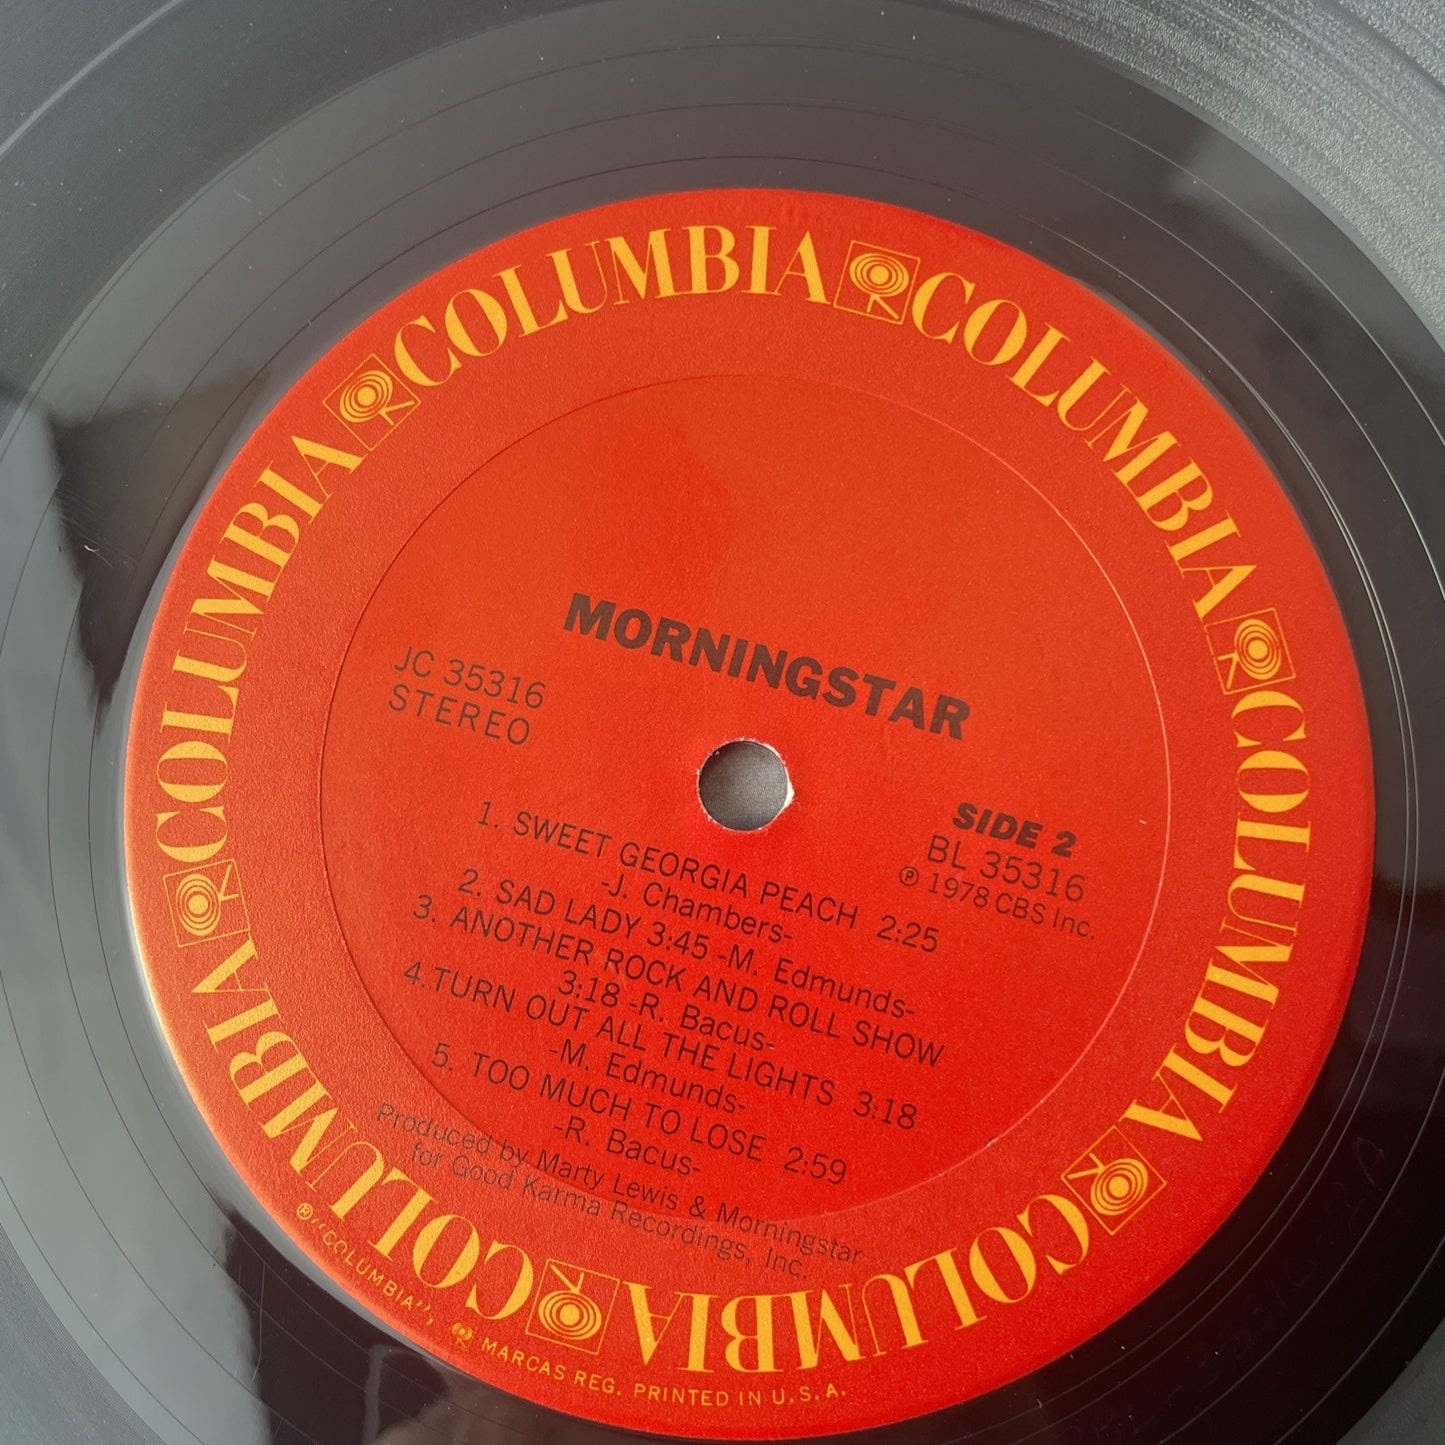 COLUMBIA COLUMBIA COLUMBIA COLUMBIA COLUMBIA COLUMBIA
MORNINGSTAR
JC 35316
STEREO
SIDE 2
BL 35316
℗ 1978 CBS Inc.
1. SWEET GEORGIA PEACH 2:25
-J. Chambers-
2. SAD LADY 3:45 -M. Edmunds-
3. ANOTHER ROCK AND ROLL SHOW
3:18 -R. Bacus-
4. TURN OUT ALL THE LIGHTS 3:18
-M. Edmunds-
5. TOO MUCH TO LOSE 2:59
-R. Bacus-
Produced by Marty Lewis & Morningstar
for Good Karma Recordings, Inc.
® "COLUMBIA", MARCAS REG. PRINTED IN U.S.A.